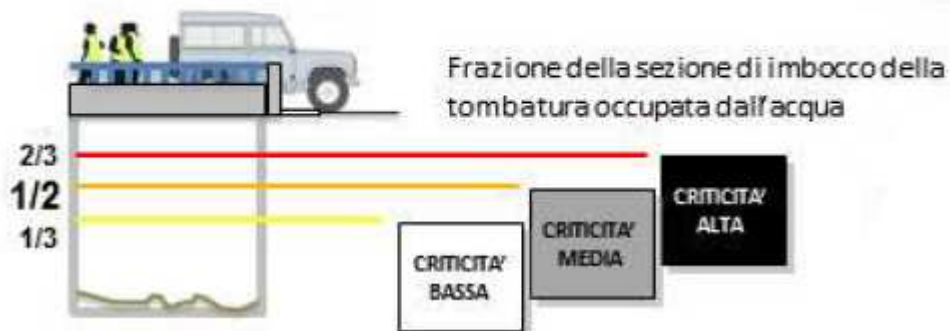 Frazione della sezione di imbocco della
tombatura occupata dall'acqua
2/3
1/2
1/3
CRITICITA'
ALTA
CRITICITA'
MEDIA
CRITICITA'
BASSA